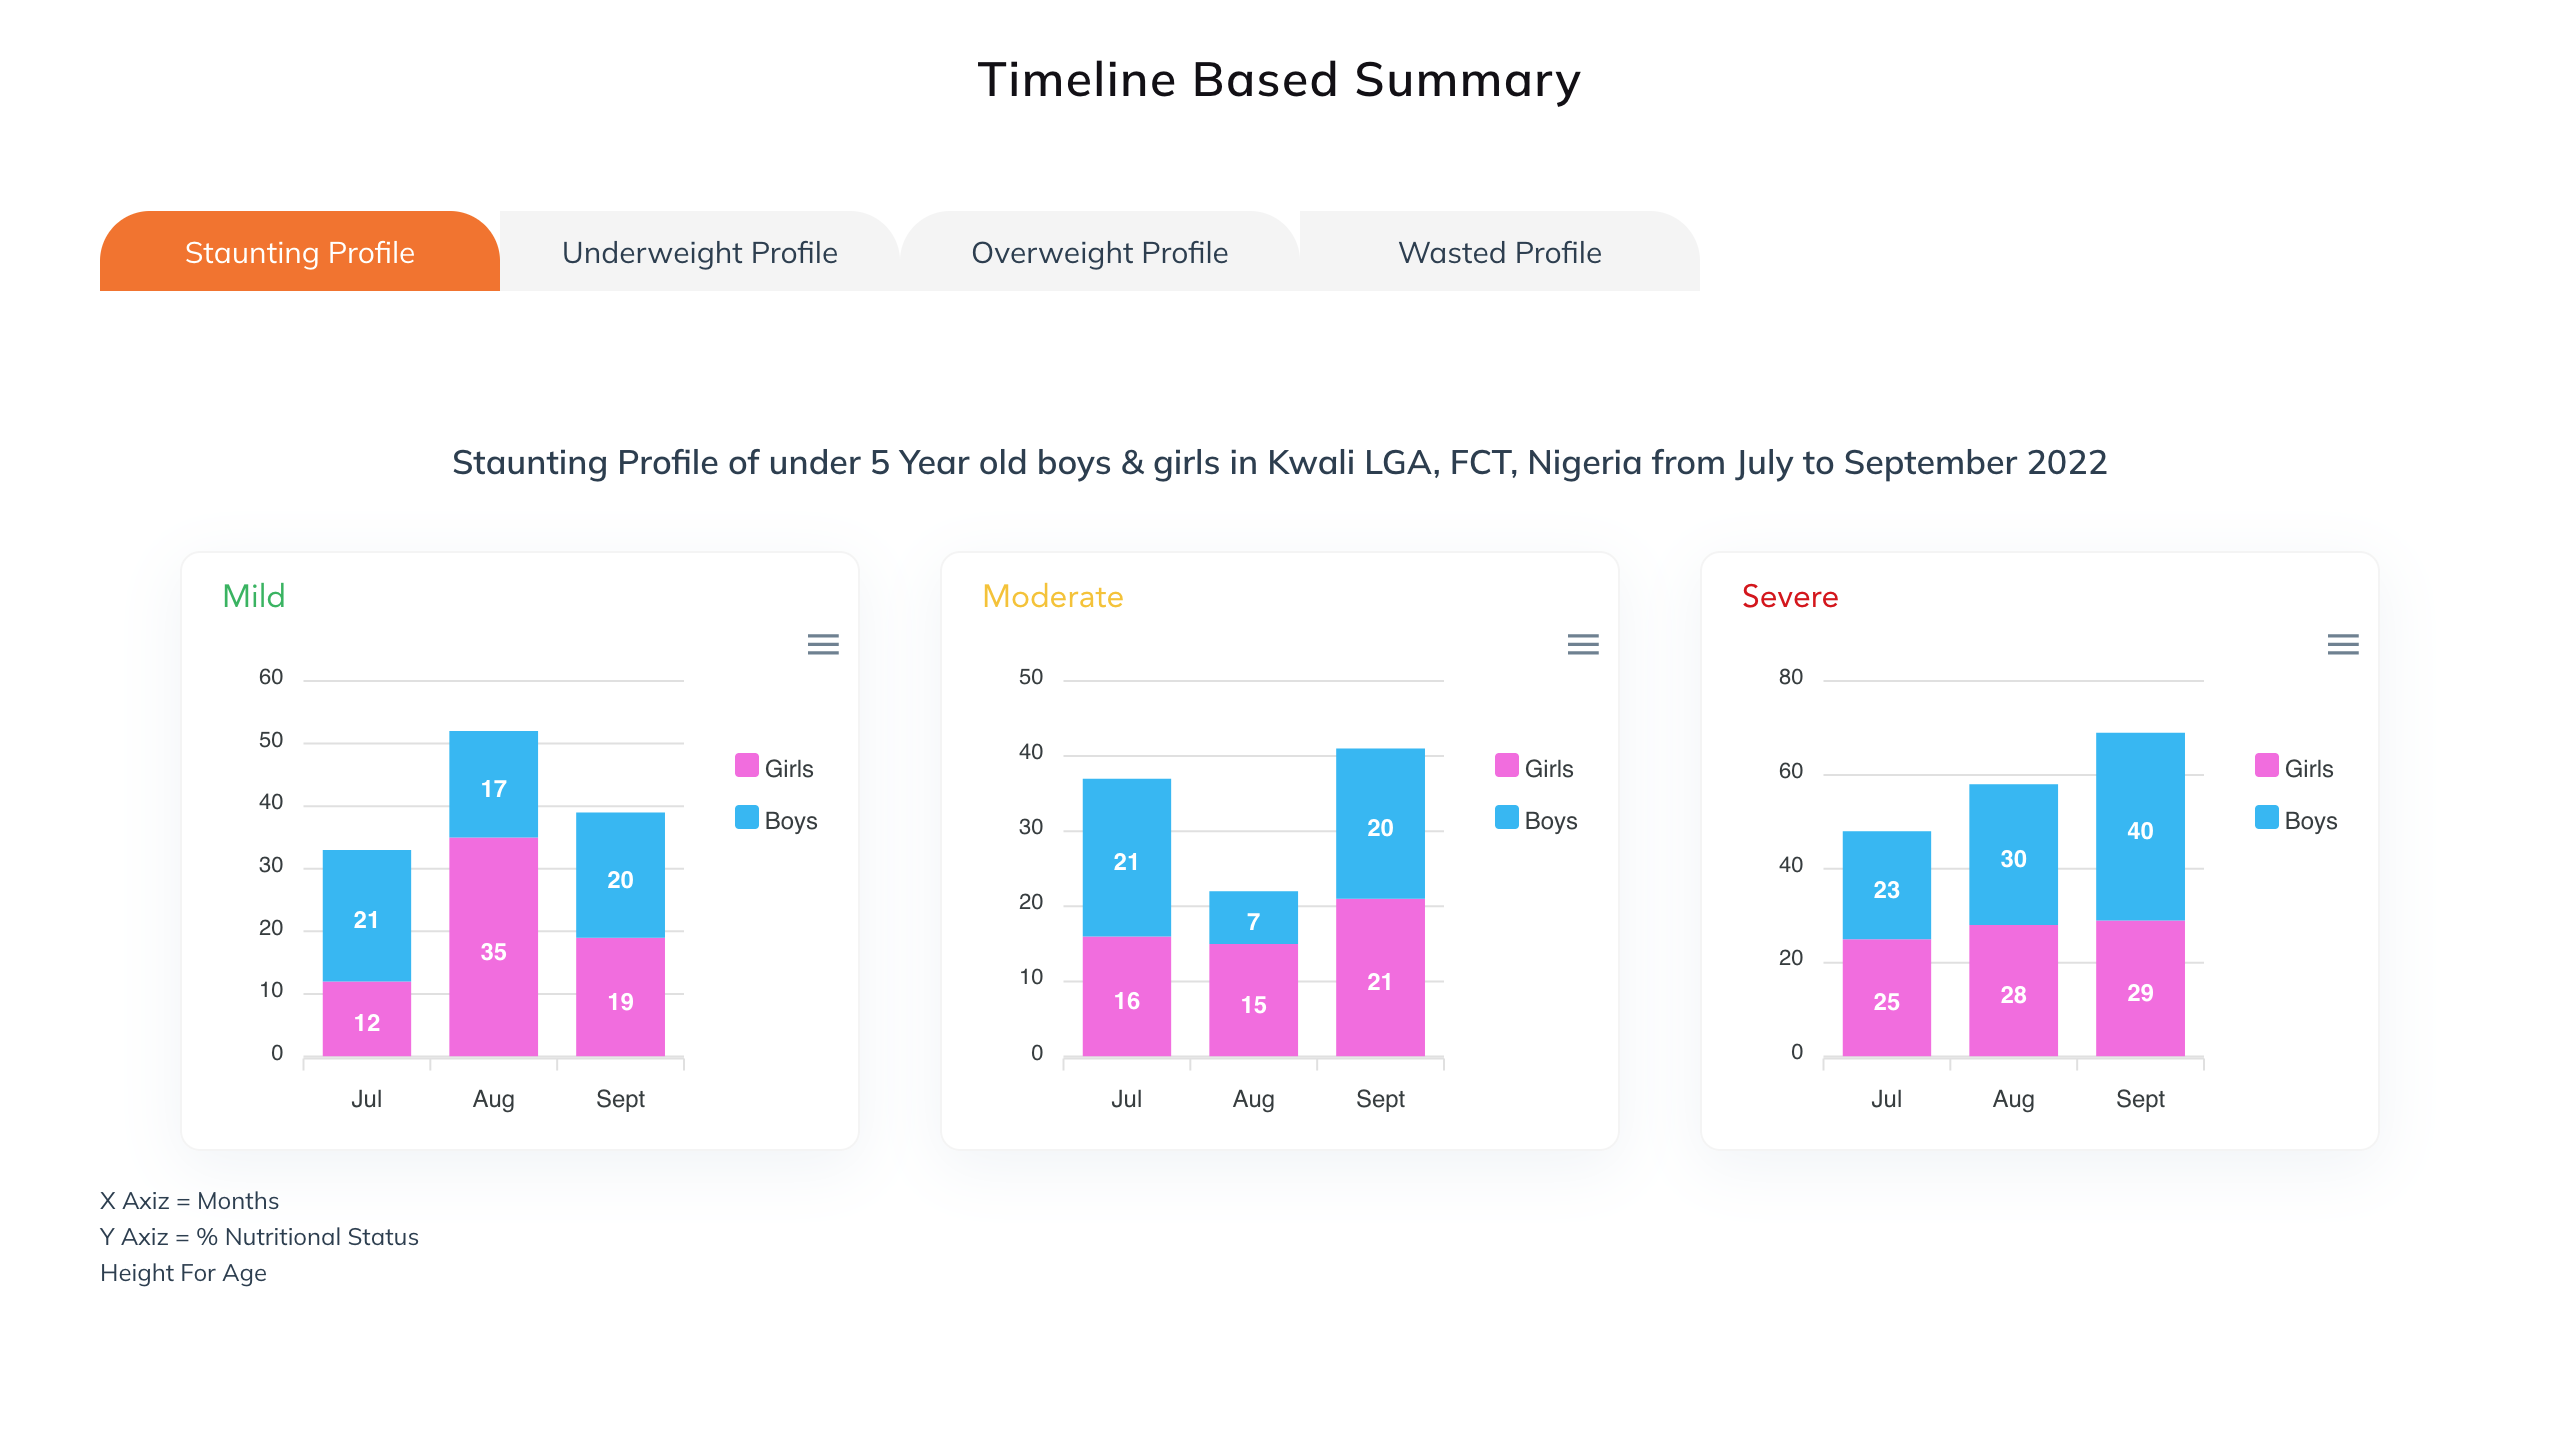 Timeline Based Summary
Staunting Profile
Underweight Profile
Overweight Profile
Wasted Profile
Staunting Profile of under 5 Year old boys & girls in Kwali LGA, FCT, Nigeria from July to September 2022
Mild
60
50
40
30
20
10
0
21
12
17
35
20
19
Jul
Aug
Sept
Girls
Boys
Moderate
50
40
30
20
10
0
21
16
7
15
20
21
Jul
Aug
Sept
Girls
Boys
Severe
80
60
40
20
0
23
25
30
28
40
29
Jul
Aug
Sept
Girls
Boys
X Axiz = Months
Y Axiz = % Nutritional Status
Height For Age